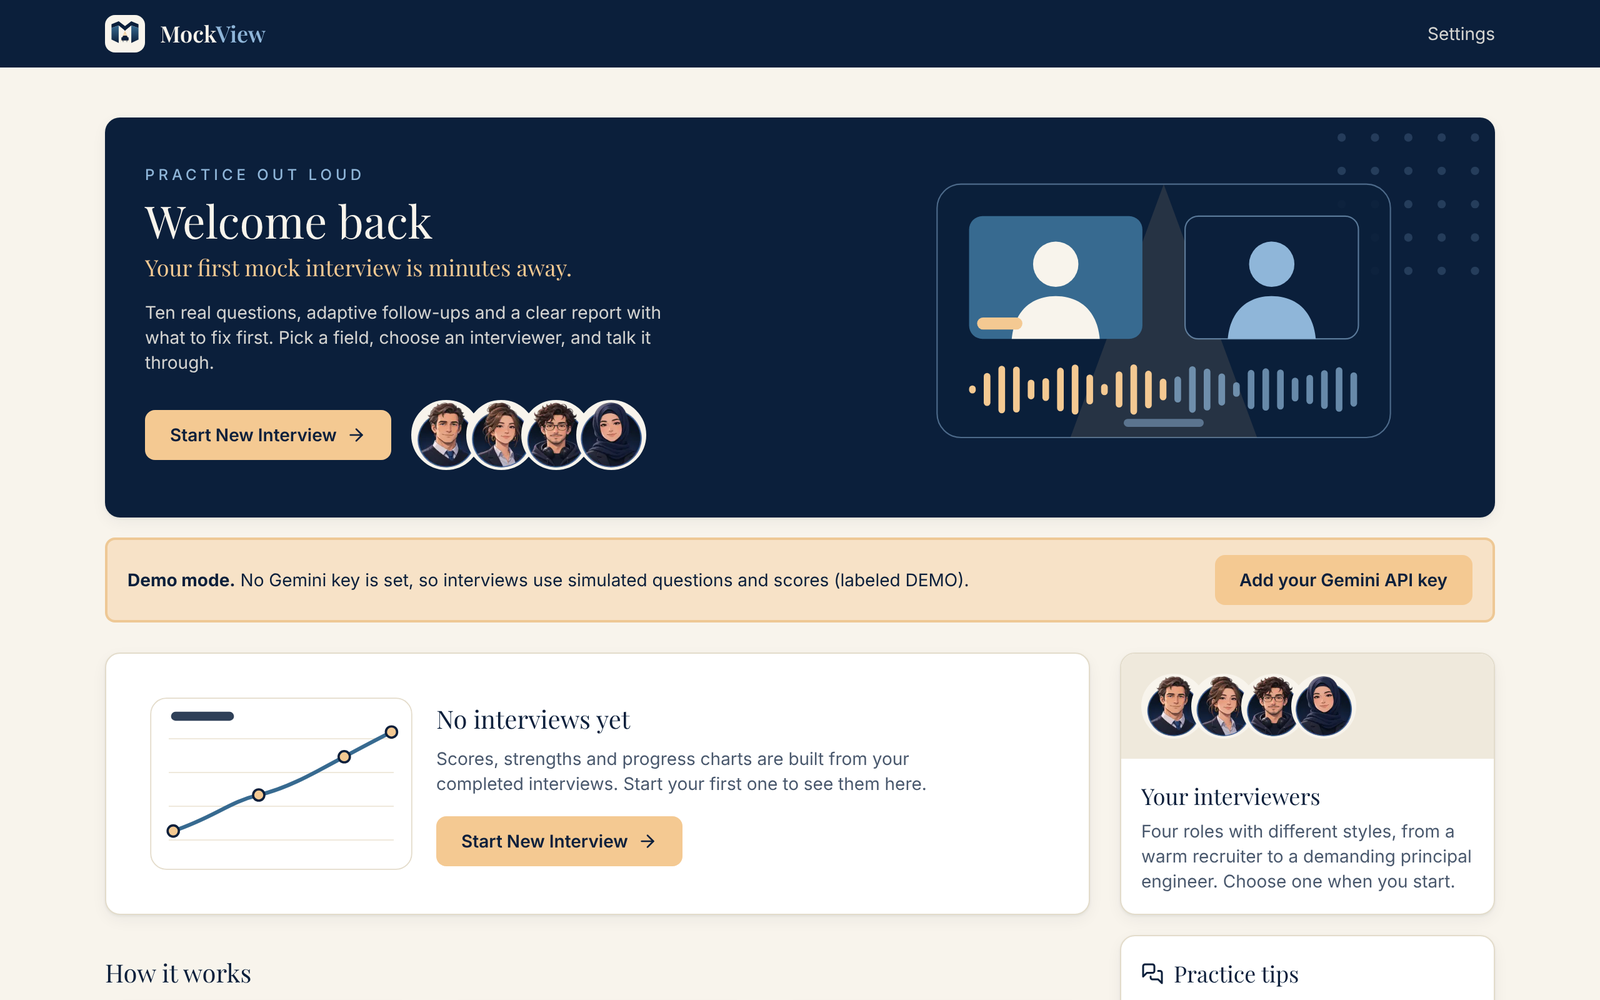 MockView
Settings
PRACTICE OUT LOUD
Welcome back
Your first mock interview is minutes away.
Ten real questions, adaptive follow-ups and a clear report with
what to fix first. Pick a field, choose an interviewer, and talk it
through.
Start New Interview
Demo mode. No Gemini key is set, so interviews use simulated questions and scores (labeled DEMO).
Add your Gemini API key
No interviews yet
Scores, strengths and progress charts are built from your
completed interviews. Start your first one to see them here.
Start New Interview
Your interviewers
Four roles with different styles, from a
warm recruiter to a demanding principal
engineer. Choose one when you start.
How it works
Practice tips